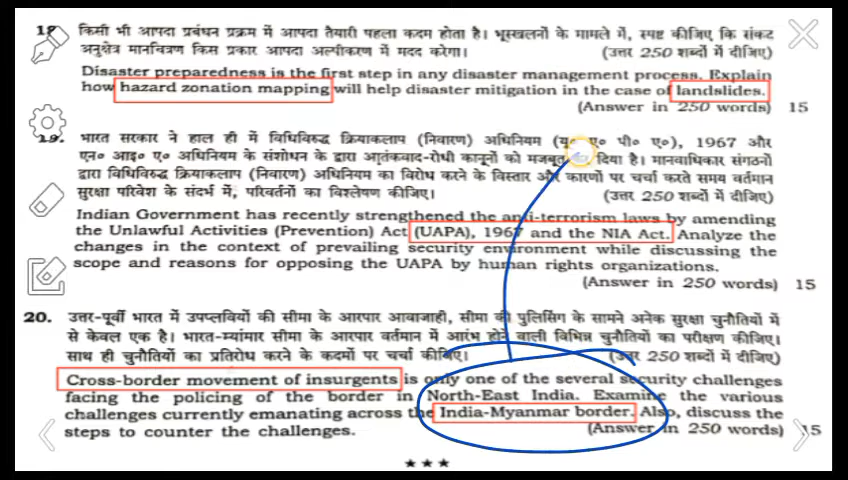 18. किसी भी आपदा प्रबंधन प्रक्रम में आपदा तैयारी पहला कदम होता है। भूस्खलनों के मामले में, स्पष्ट कीजिए कि संकट
अनुक्षेत्र मानचित्रण किस प्रकार आपदा अल्पीकरण में मदद करेगा। (उत्तर 250 शब्दों में दीजिए)
Disaster preparedness is the first step in any disaster management process. Explain
how hazard zonation mapping will help disaster mitigation in the case of landslides.
(Answer in 250 words) 15
19. भारत सरकार ने हाल ही में विधिविरुद्ध क्रियाकलाप (निवारण) अधिनियम (यू० ए० पी० ए०), 1967 और
एन० आइ० ए० अधिनियम के संशोधन के द्वारा आतंकवाद-रोधी कानूनों को मजबूत कर दिया है। मानवाधिकार संगठनों
द्वारा विधिविरुद्ध क्रियाकलाप (निवारण) अधिनियम का विरोध करने के विस्तार और कारणों पर चर्चा करते समय वर्तमान
सुरक्षा परिवेश के संदर्भ में, परिवर्तनों का विश्लेषण कीजिए। (उत्तर 250 शब्दों में दीजिए)
Indian Government has recently strengthened the anti-terrorism laws by amending
the Unlawful Activities (Prevention) Act (UAPA), 1967 and the NIA Act. Analyze the
changes in the context of prevailing security environment while discussing the
scope and reasons for opposing the UAPA by human rights organizations.
(Answer in 250 words) 15
20. उत्तर-पूर्वी भारत में उपप्लवियों की सीमा के आरपार आवाजाही, सीमा की पुलिसिंग के सामने अनेक सुरक्षा चुनौतियों में
से केवल एक है। भारत-म्यांमार सीमा के आरपार वर्तमान में आरंभ होने वाली विभिन्न चुनौतियों का परीक्षण कीजिए।
साथ ही चुनौतियों का प्रतिरोध करने के कदमों पर चर्चा कीजिए। (उत्तर 250 शब्दों में दीजिए)
Cross-border movement of insurgents is only one of the several security challenges
facing the policing of the border in North-East India. Examine the various
challenges currently emanating across the India-Myanmar border. Also, discuss the
steps to counter the challenges. (Answer in 250 words) 15
★★★